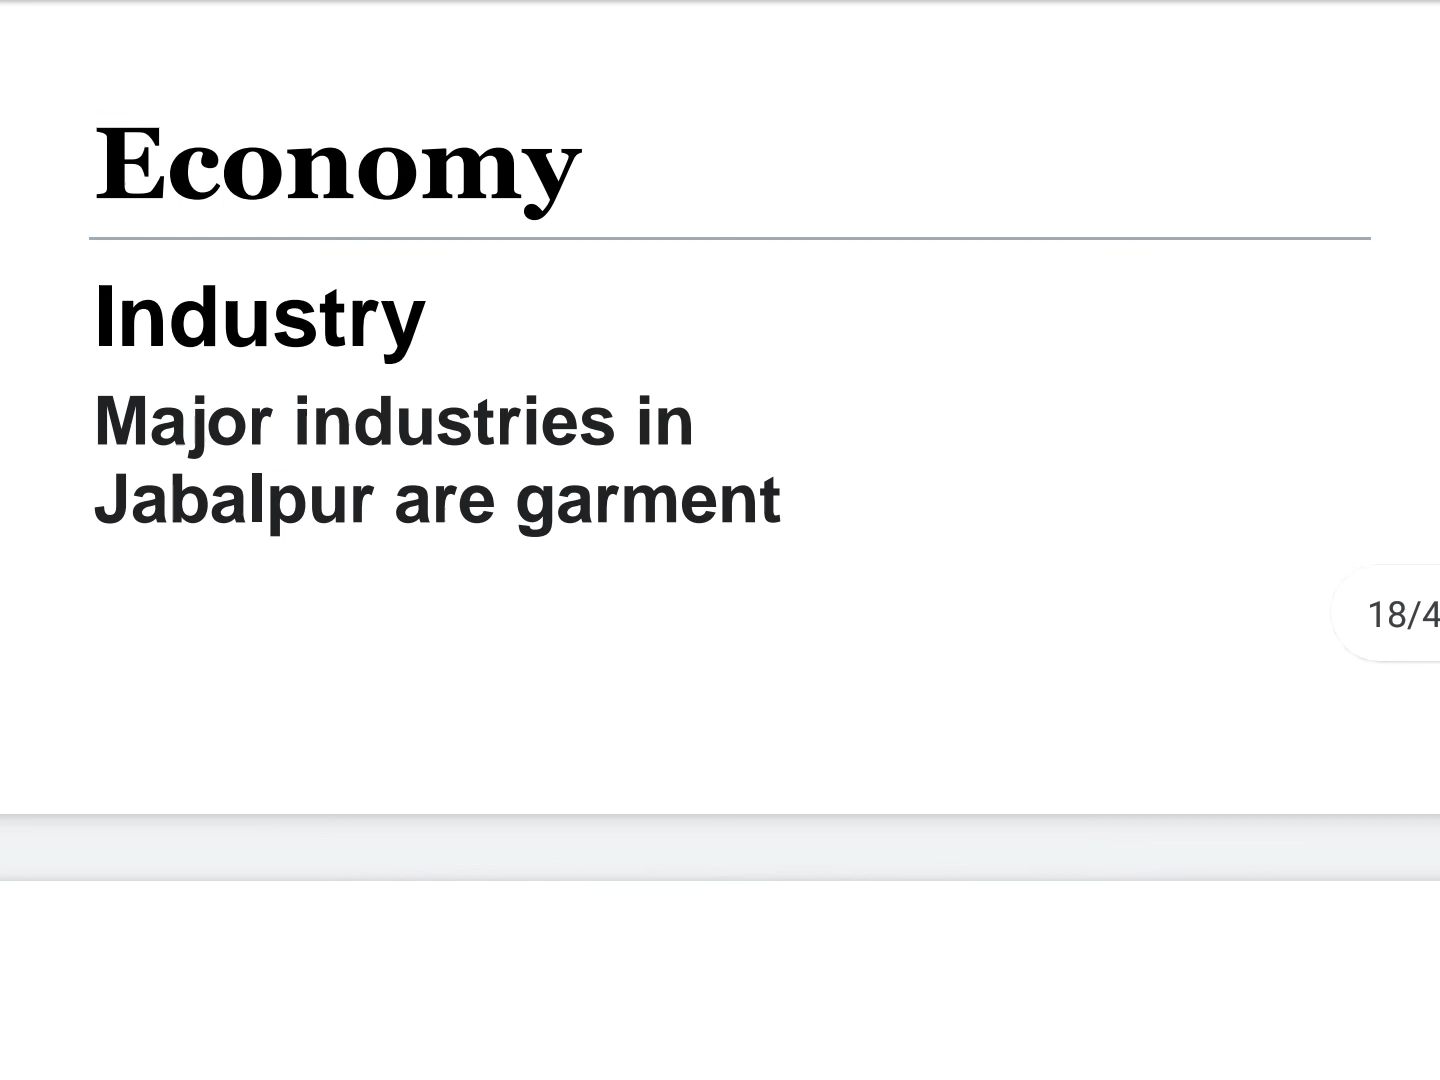 Economy
Industry
Major industries in
Jabalpur are garment
18/4